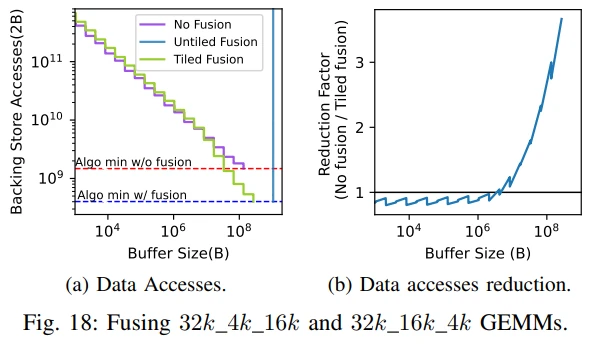 Backing Store Accesses(2B)
10^11
10^10
10^9
No Fusion
Untiled Fusion
Tiled Fusion
Algo min w/o fusion
Algo min w/ fusion
10^4 10^6 10^8
Buffer Size(B)
Reduction Factor
(No fusion / Tiled fusion)
3
2
1
10^4 10^6 10^8
Buffer Size (B)
(a) Data Accesses.
(b) Data accesses reduction.
Fig. 18: Fusing 32k_4k_16k and 32k_16k_4k GEMMs.